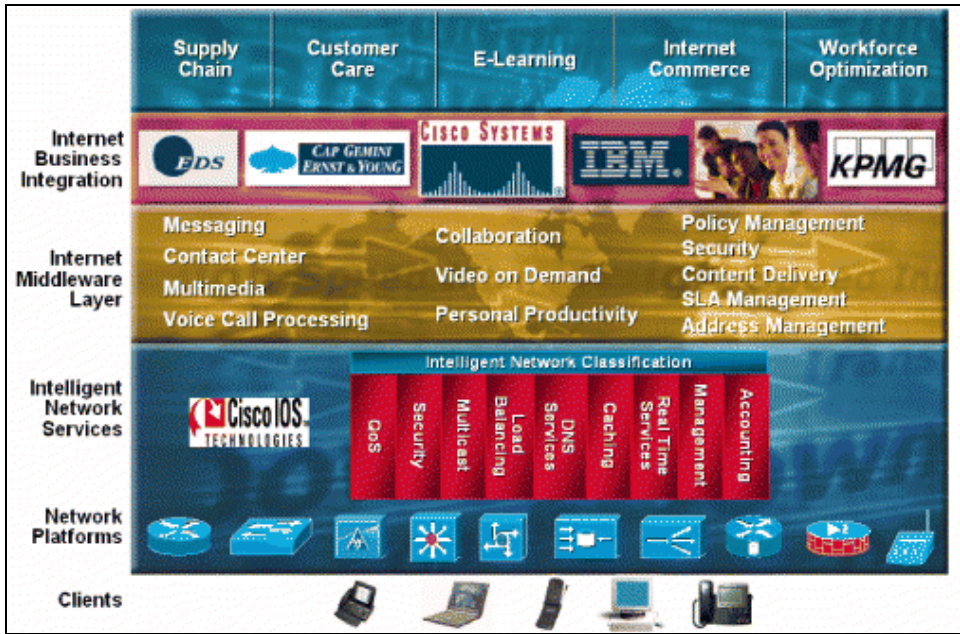 Supply
Chain
Customer
Care
E-Learning
Internet
Commerce
Workforce
Optimization
Internet
Business
Integration
EDS
CAP GEMINI
ERNST & YOUNG
CISCO SYSTEMS
IBM®
KPMG
Internet
Middleware
Layer
Messaging
Contact Center
Multimedia
Voice Call Processing
Collaboration
Video on Demand
Personal Productivity
Policy Management
Security
Content Delivery
SLA Management
Address Management
Intelligent
Network
Services
Cisco IOS
TECHNOLOGIES
Intelligent Network Classification
QoS
Security
Multicast
Load
Balancing
DNS
Services
Caching
Real Time
Services
Management
Accounting
Network
Platforms
Clients